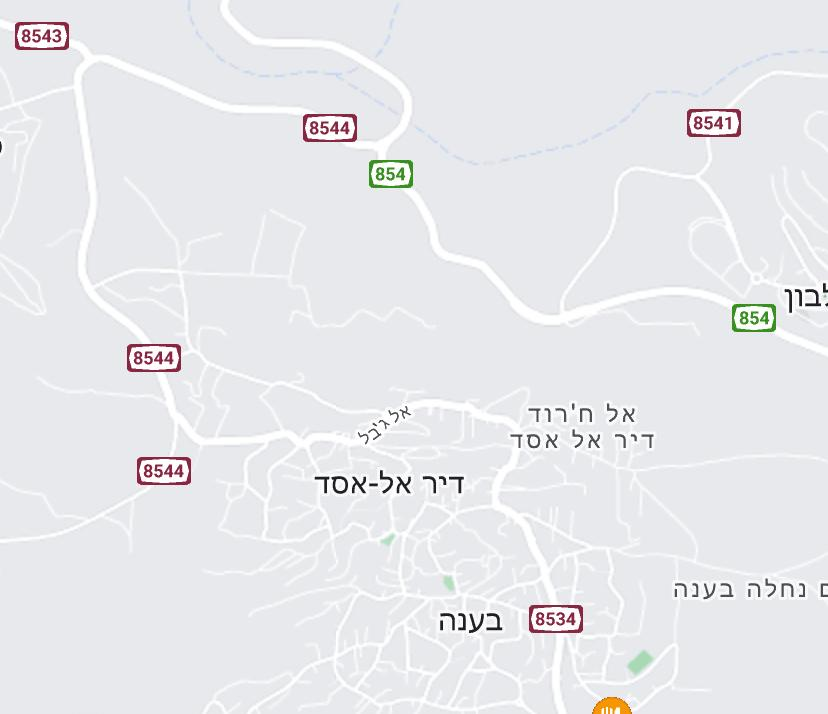 8543
8541
8544
854
לבון
854
8544
אל ג'בל
אל ח'רוד
דיר אל אסד
8544
דיר אל-אסד
נחלה בענה
בענה
8534